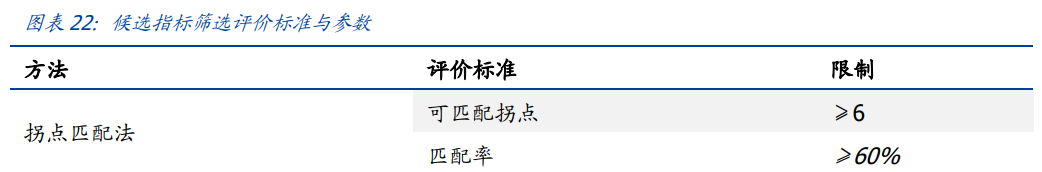 图表 22：候选指标筛选评价标准与参数
方法 评价标准 限制
拐点匹配法
可匹配拐点 ⩾6
匹配率 ⩾60%